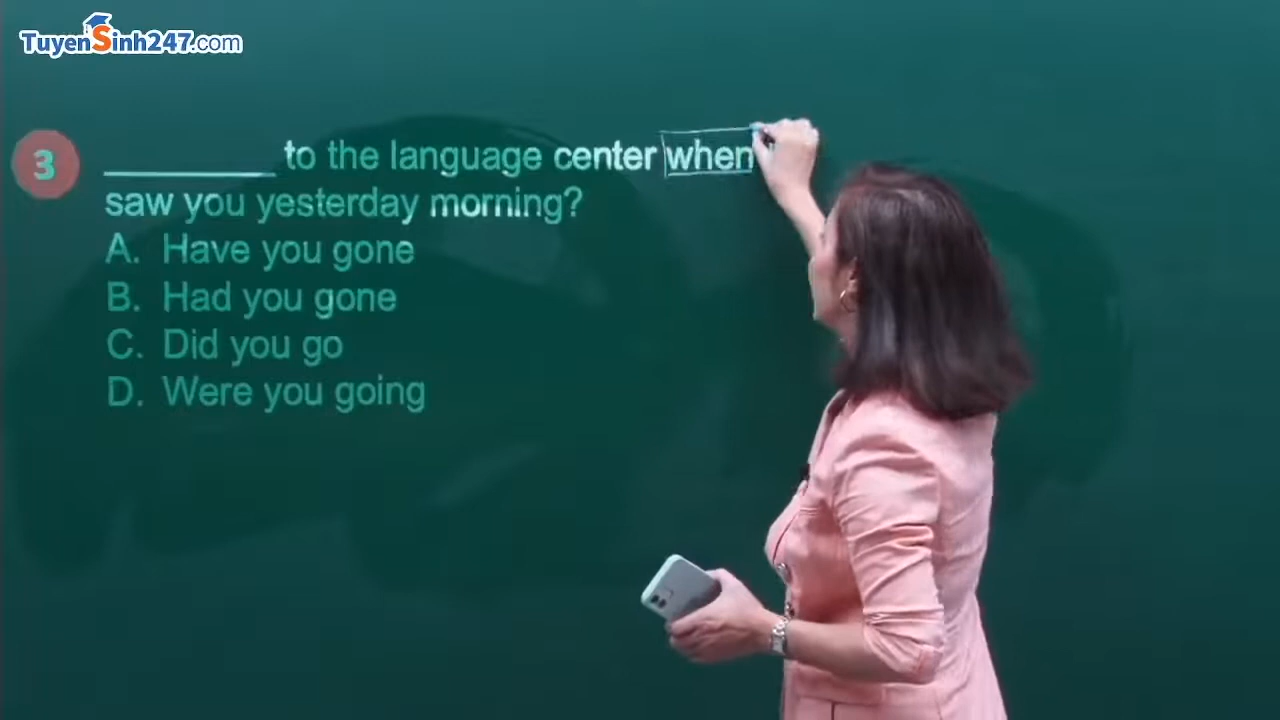 TuyenSinh247.com
3
________ to the language center when
saw you yesterday morning?
A. Have you gone
B. Had you gone
C. Did you go
D. Were you going